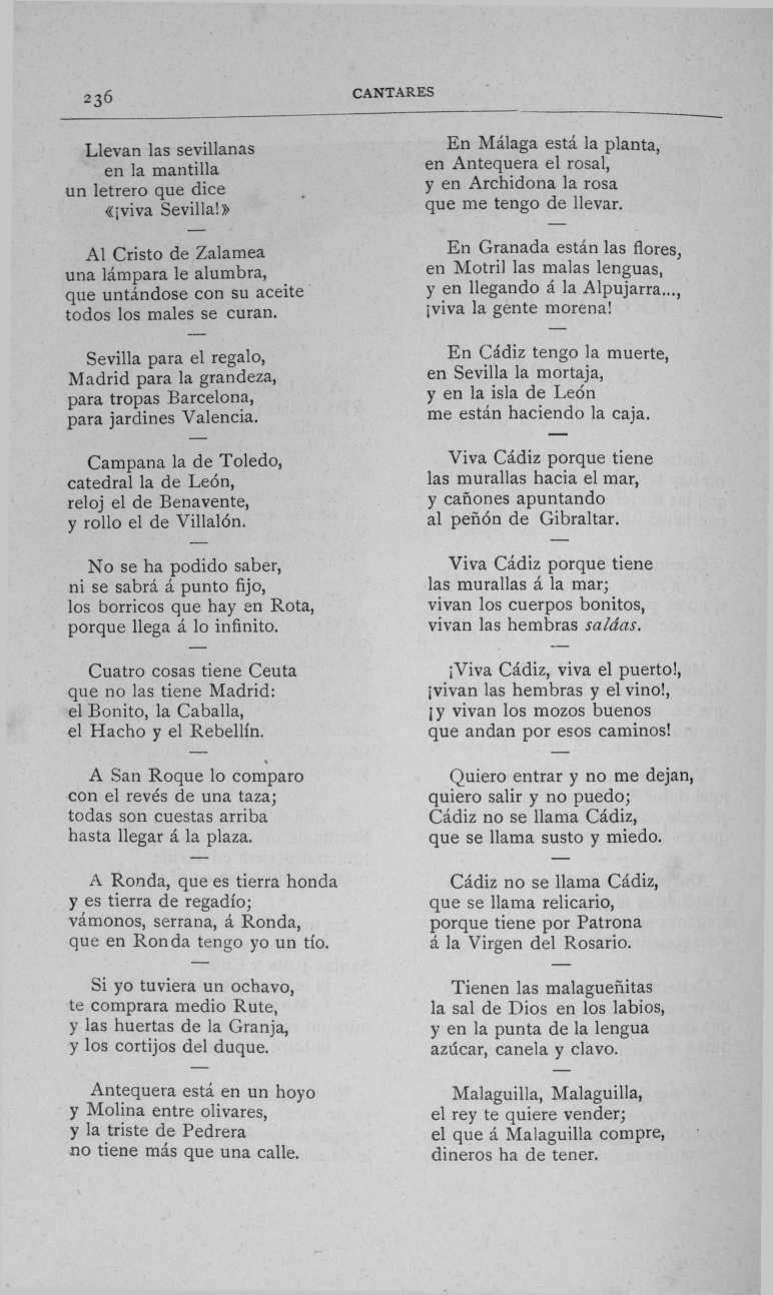 236
CANTARES
Llevan las sevillanas
en la mantilla
un letrero que dice
«¡viva Sevilla!»
—
Al Cristo de Zalamea
una lámpara le alumbra,
que untándose con su aceite
todos los males se curan.
—
Sevilla para el regalo,
Madrid para la grandeza,
para tropas Barcelona,
para jardines Valencia.
—
Campana la de Toledo,
catedral la de León,
reloj el de Benavente,
y rollo el de Villalón.
—
No se ha podido saber,
ni se sabrá á punto fijo,
los borricos que hay en Rota,
porque llega á lo infinito.
—
Cuatro cosas tiene Ceuta
que no las tiene Madrid:
el Bonito, la Caballa,
el Hacho y el Rebellín.
—
A San Roque lo comparo
con el revés de una taza;
todas son cuestas arriba
hasta llegar á la plaza.
—
A Ronda, que es tierra honda
y es tierra de regadío;
vámonos, serrana, á Ronda,
que en Ronda tengo yo un tío.
—
Si yo tuviera un ochavo,
te comprara medio Rute,
y las huertas de la Granja,
y los cortijos del duque.
—
Antequera está en un hoyo
y Molina entre olivares,
y la triste de Pedrera
no tiene más que una calle.
En Málaga está la planta,
en Antequera el rosal,
y en Archidona la rosa
que me tengo de llevar.
—
En Granada están las flores,
en Motril las malas lenguas,
y en llegando á la Alpujarra...,
¡viva la gente morena!
—
En Cádiz tengo la muerte,
en Sevilla la mortaja,
y en la isla de León
me están haciendo la caja.
—
Viva Cádiz porque tiene
las murallas hacia el mar,
y cañones apuntando
al peñón de Gibraltar.
—
Viva Cádiz porque tiene
las murallas á la mar;
vivan los cuerpos bonitos,
vivan las hembras saláas.
—
¡Viva Cádiz, viva el puerto!,
¡vivan las hembras y el vino!,
¡y vivan los mozos buenos
que andan por esos caminos!
—
Quiero entrar y no me dejan,
quiero salir y no puedo;
Cádiz no se llama Cádiz,
que se llama susto y miedo.
—
Cádiz no se llama Cádiz,
que se llama relicario,
porque tiene por Patrona
á la Virgen del Rosario.
—
Tienen las malagueñitas
la sal de Dios en los labios,
y en la punta de la lengua
azúcar, canela y clavo.
—
Malaguilla, Malaguilla,
el rey te quiere vender;
el que á Malaguilla compre,
dineros ha de tener.